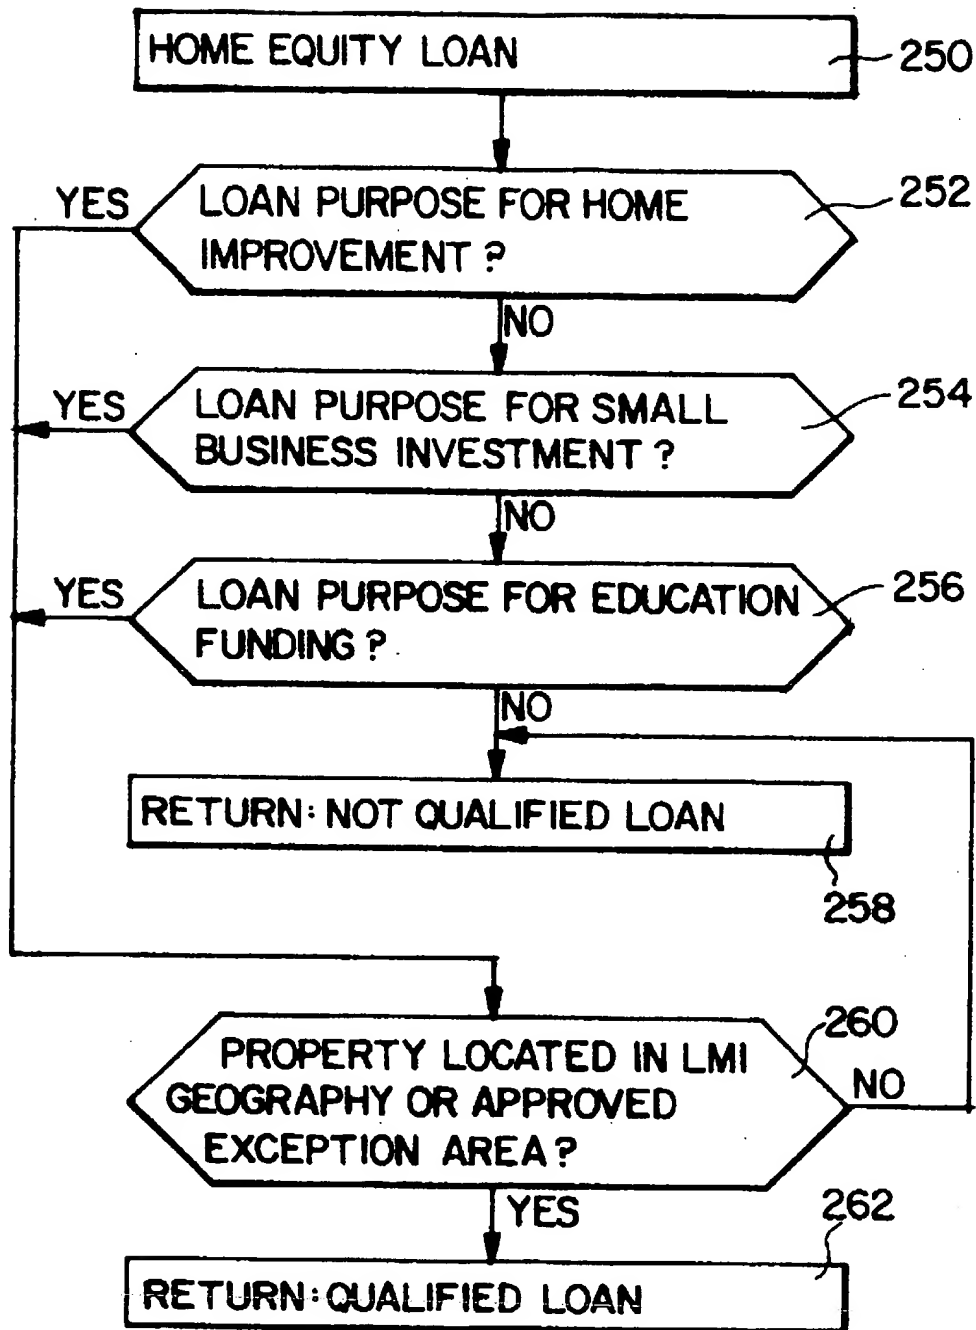 HOME EQUITY LOAN
250
YES
LOAN PURPOSE FOR HOME
IMPROVEMENT ?
252
NO
YES
LOAN PURPOSE FOR SMALL
BUSINESS INVESTMENT ?
254
NO
YES
LOAN PURPOSE FOR EDUCATION
FUNDING ?
256
NO
RETURN: NOT QUALIFIED LOAN
258
PROPERTY LOCATED IN LMI
GEOGRAPHY OR APPROVED
EXCEPTION AREA?
260
NO
YES
262
RETURN: QUALIFIED LOAN